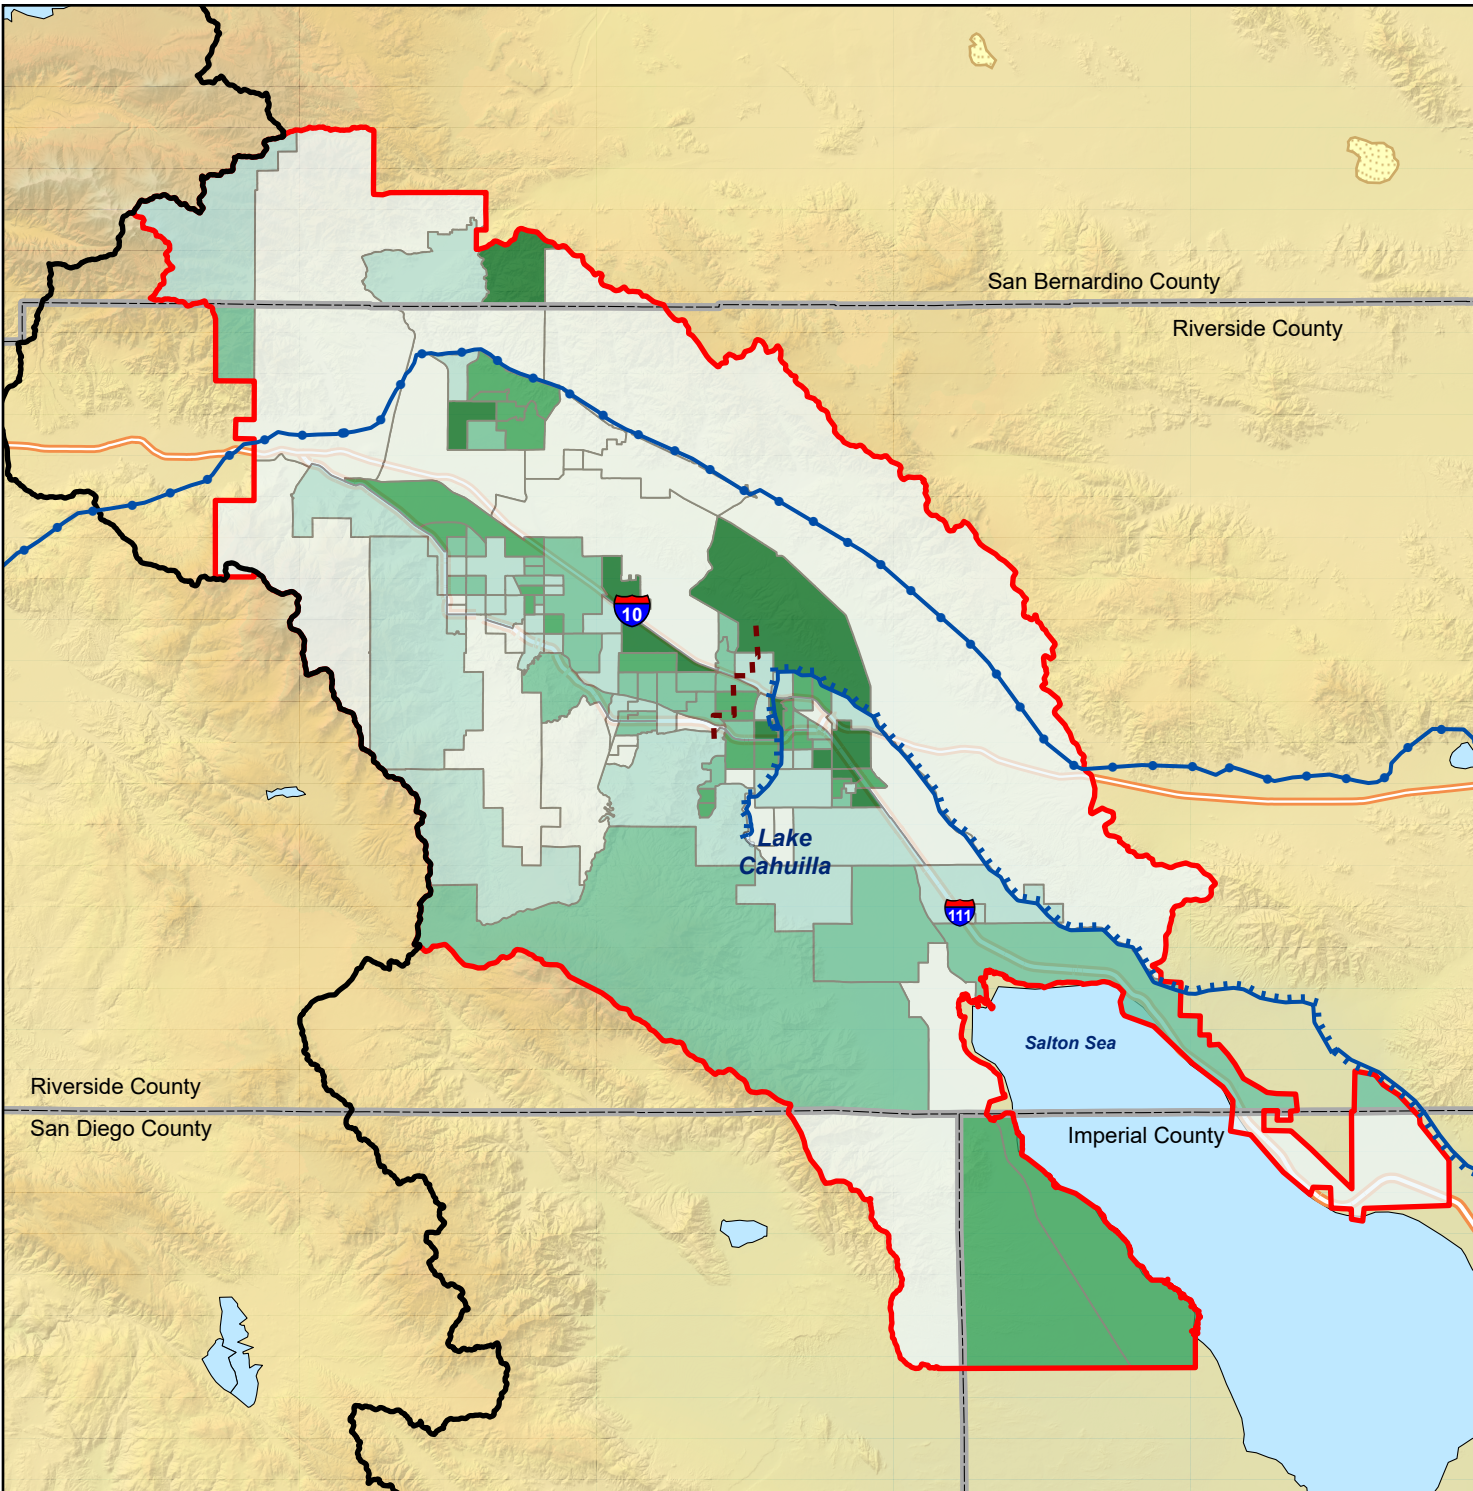 San Bernardino County
Riverside County
10
Lake
Cahuilla
111
Salton Sea
Riverside County
San Diego County
Imperial County